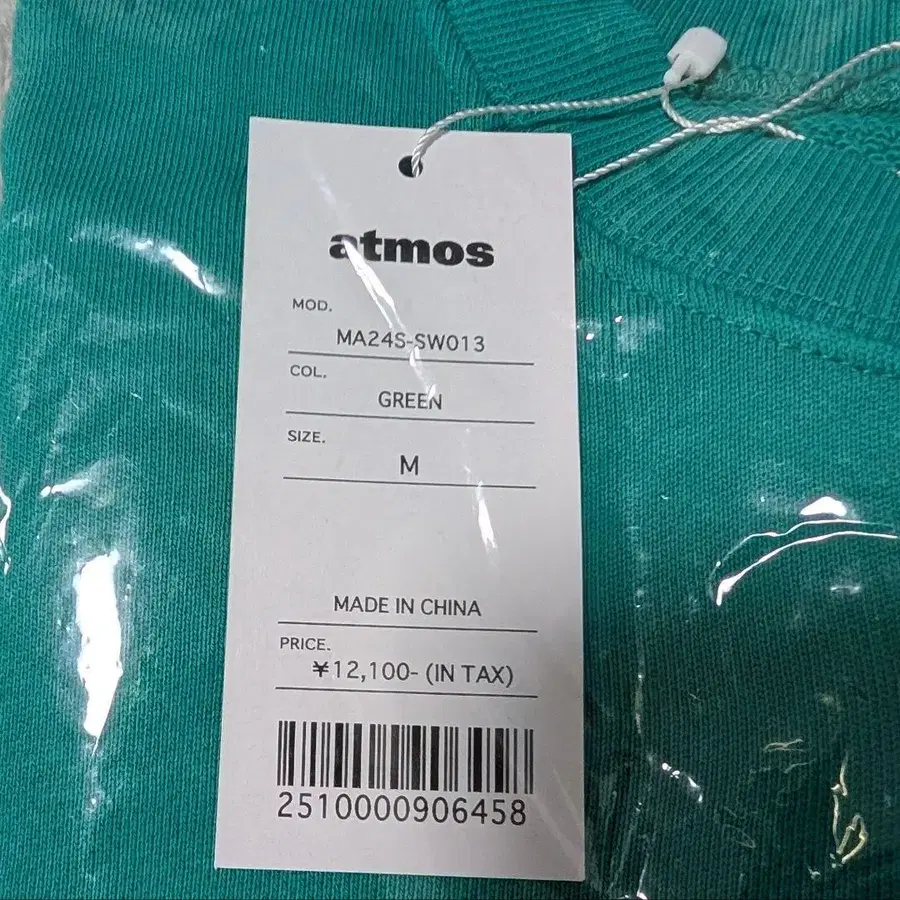 atmos
MOD.
MA24S-SW013
COL.
GREEN
SIZE.
M
MADE IN CHINA
PRICE.
¥12,100- (IN TAX)
2510000906458